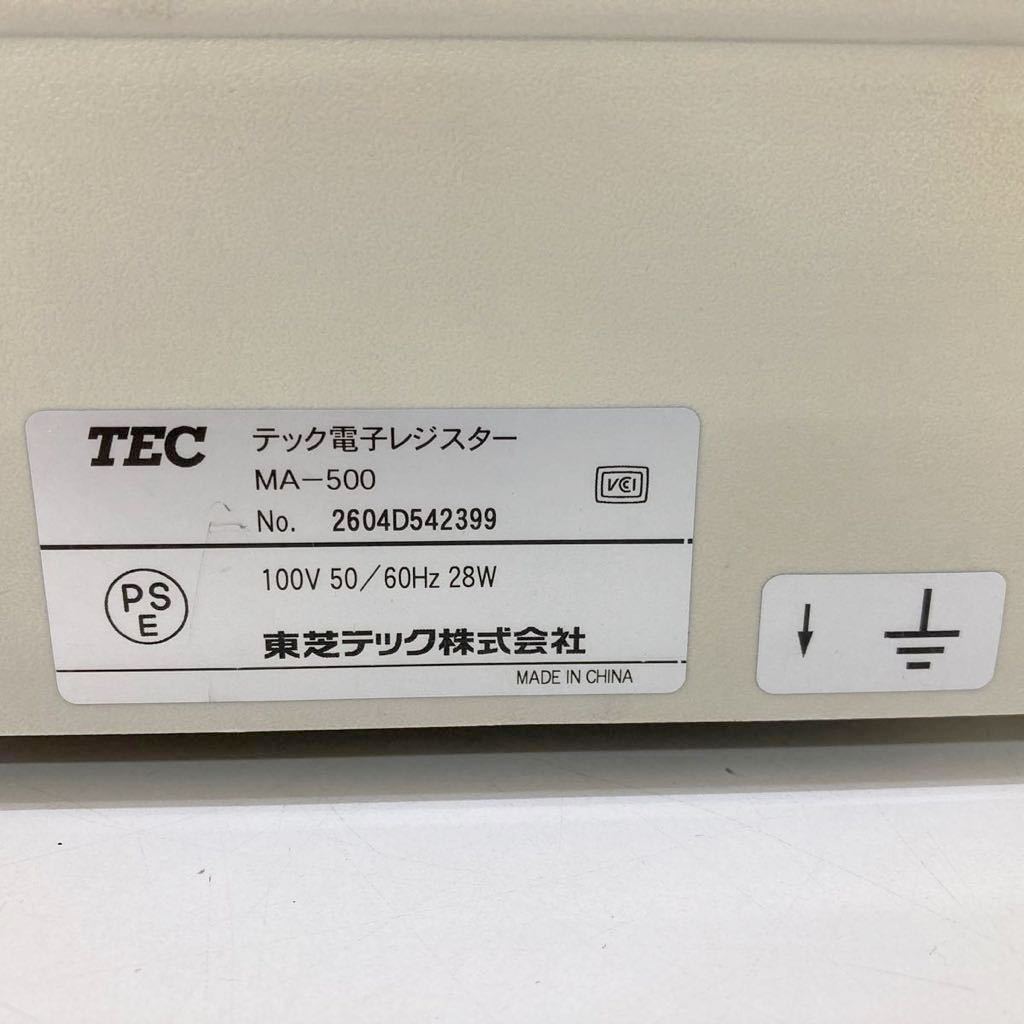 TEC テック電子レジスター
MA-500
VCCI
No. 2604D542399
PS
E
100V 50/60Hz 28W
東芝テック株式会社
MADE IN CHINA